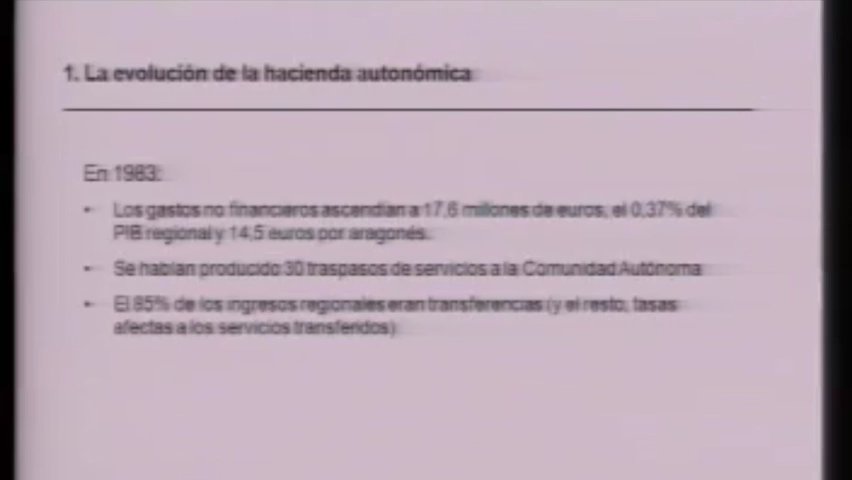 1. La evolución de la hacienda autonómica
En 1983:
• Los gastos no financieros ascendían a 17,6 millones de euros, el 0,37% del
PIB regional y 14,5 euros por aragonés.
• Se habían producido 30 traspasos de servicios a la Comunidad Autónoma
• El 85% de los ingresos regionales eran transferencias (y el resto, tasas
afectas a los servicios transferidos)